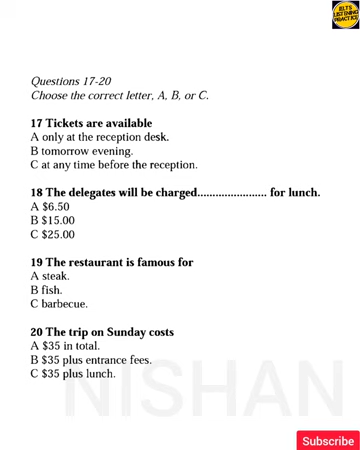 IELTS
LISTENING
PRACTICE
Questions 17-20
Choose the correct letter, A, B, or C.
17 Tickets are available
A only at the reception desk.
B tomorrow evening.
C at any time before the reception.
18 The delegates will be charged....................... for lunch.
A $6.50
B $15.00
C $25.00
19 The restaurant is famous for
A steak.
B fish.
C barbecue.
20 The trip on Sunday costs
A $35 in total.
B $35 plus entrance fees.
C $35 plus lunch.
NISHAN
Subscribe